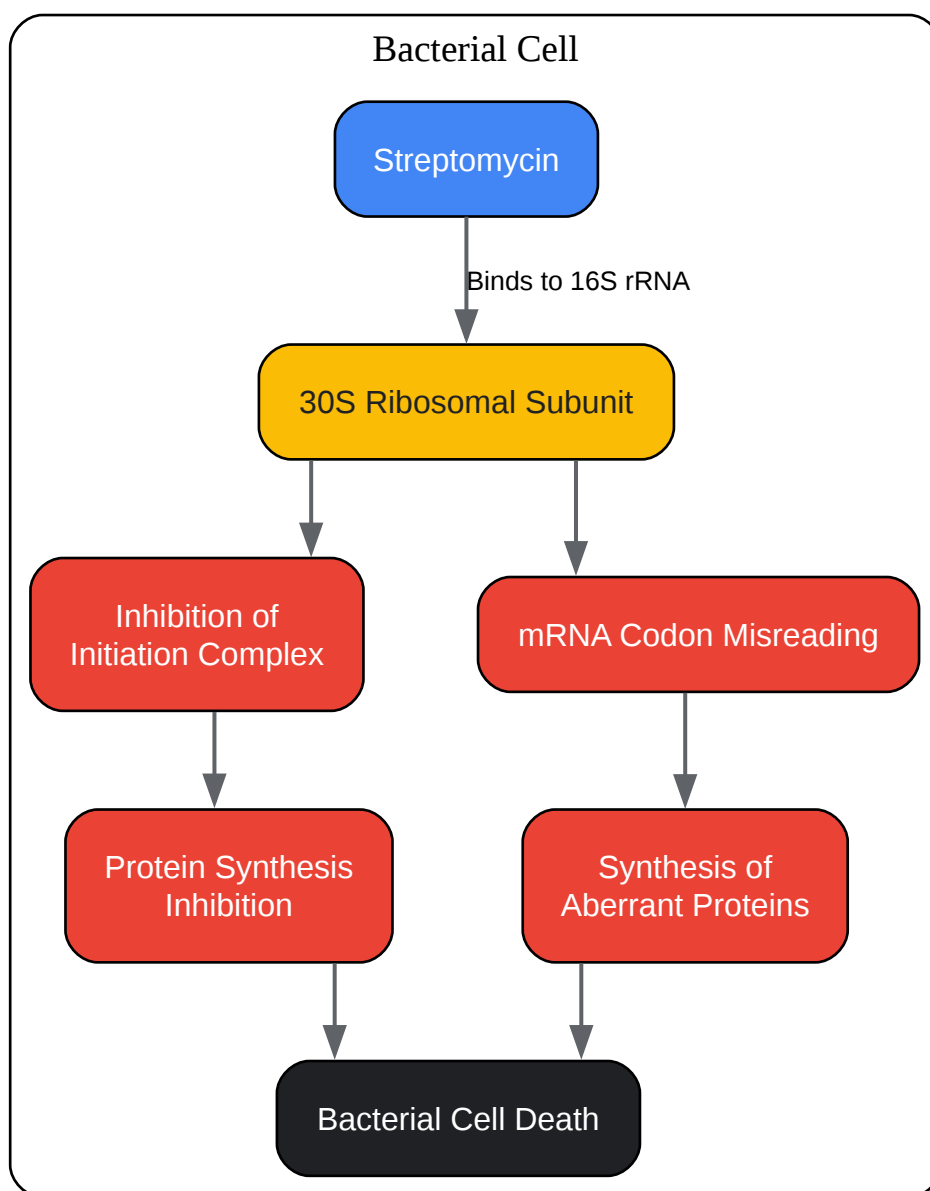 Bacterial Cell
Streptomycin
Binds to 16S rRNA
30S Ribosomal Subunit
Inhibition of
Initiation Complex
mRNA Codon Misreading
Protein Synthesis
Inhibition
Synthesis of
Aberrant Proteins
Bacterial Cell Death